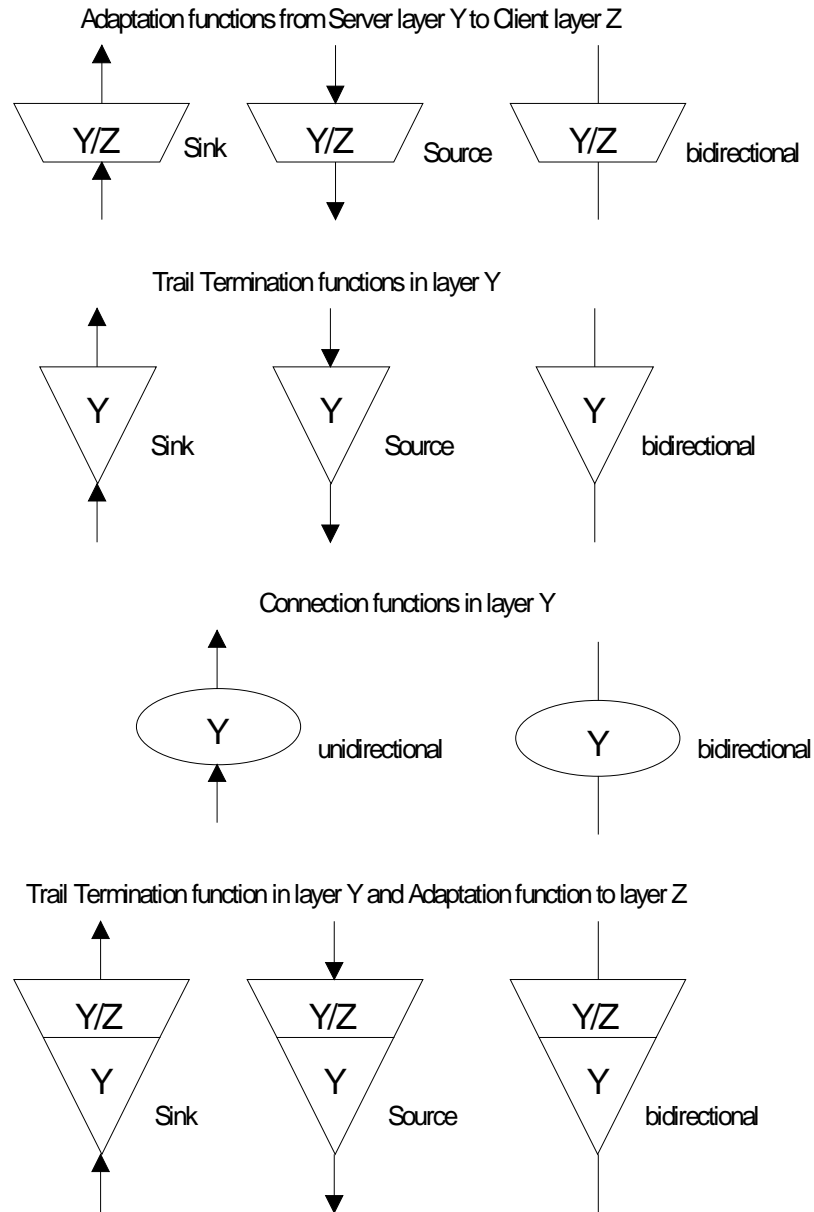 Adaptation functions from Server layer Y to Client layer Z
Y/Z Sink Y/Z Source Y/Z bidirectional
Trail Termination functions in layer Y
Y Sink Y Source Y bidirectional
Connection functions in layer Y
Y unidirectional Y bidirectional
Trail Termination function in layer Y and Adaptation function to layer Z
Y/Z Y/Z Y/Z
Y Sink Y Source Y bidirectional